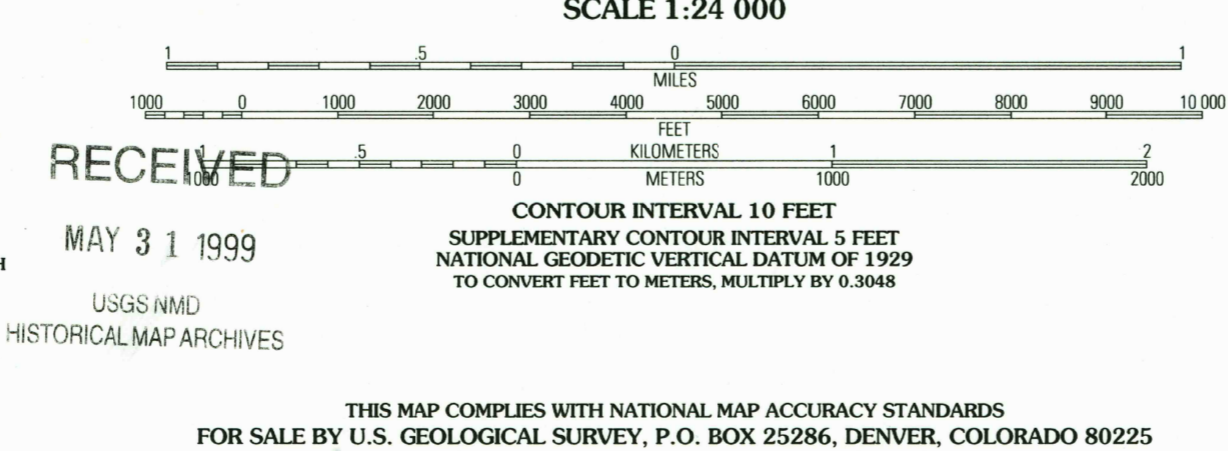 SCALE 1:24 000
1 .5 0 1
MILES
1000 0 1000 2000 3000 4000 5000 6000 7000 8000 9000 10 000
FEET
1 .5 0 KILOMETERS 1 2
1000 0 METERS 1000 2000
RECEIVED
MAY 31 1999
USGS NMD
HISTORICAL MAP ARCHIVES
CONTOUR INTERVAL 10 FEET
SUPPLEMENTARY CONTOUR INTERVAL 5 FEET
NATIONAL GEODETIC VERTICAL DATUM OF 1929
TO CONVERT FEET TO METERS, MULTIPLY BY 0.3048
THIS MAP COMPLIES WITH NATIONAL MAP ACCURACY STANDARDS
FOR SALE BY U.S. GEOLOGICAL SURVEY, P.O. BOX 25286, DENVER, COLORADO 80225